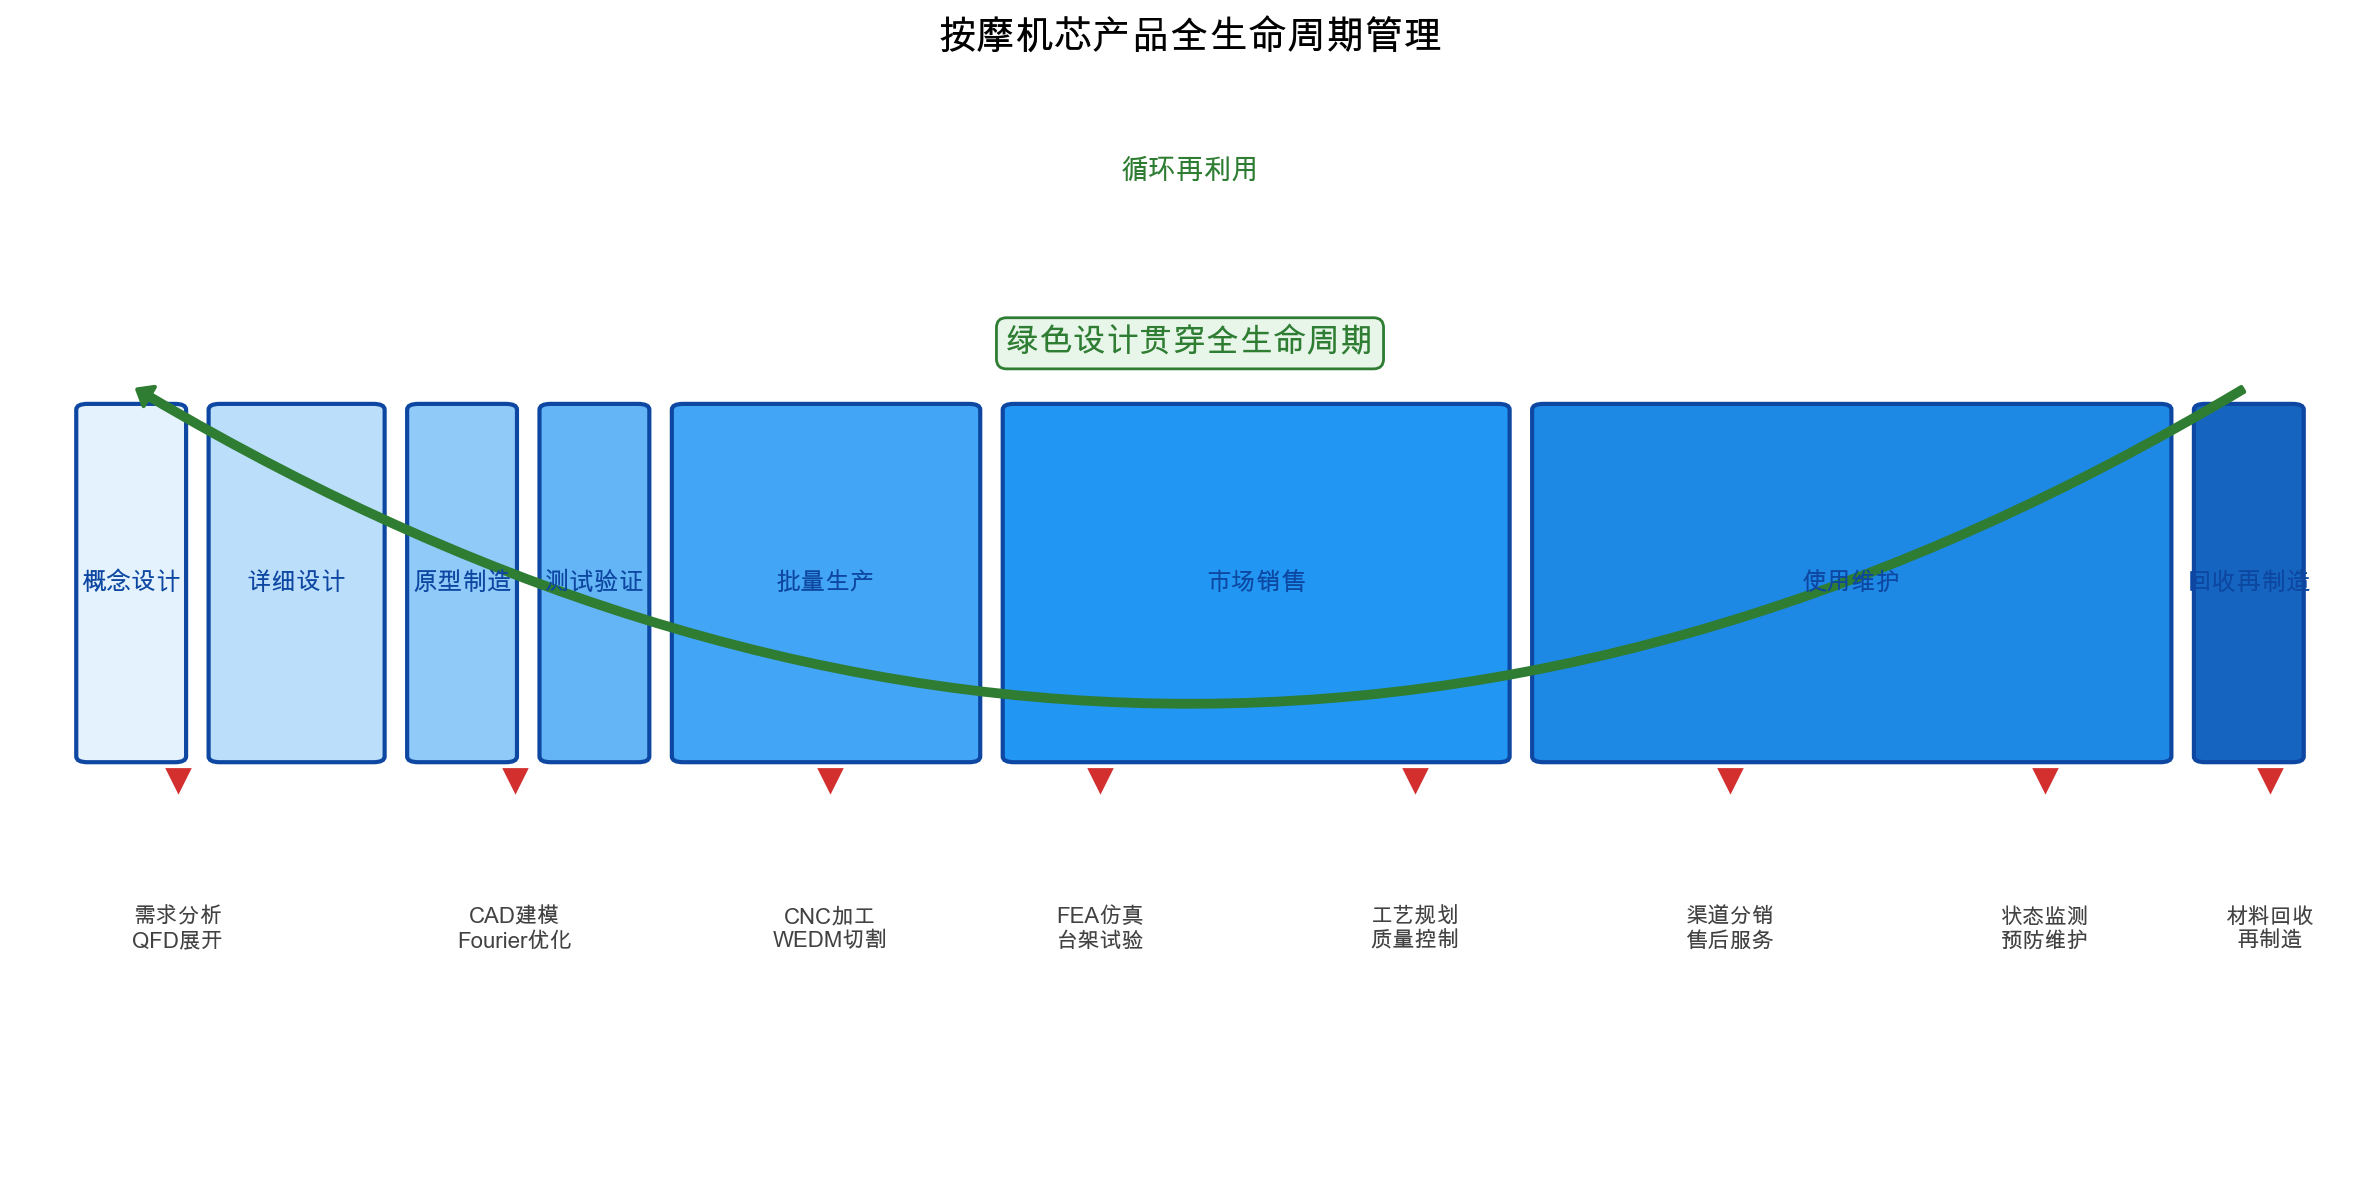 按摩机芯产品全生命周期管理
循环再利用
绿色设计贯穿全生命周期
概念设计
详细设计
原型制造
测试验证
批量生产
市场销售
使用维护
回收再制造
需求分析
QFD展开
CAD建模
Fourier优化
CNC加工
WEDM切割
FEA仿真
台架试验
工艺规划
质量控制
渠道分销
售后服务
状态监测
预防维护
材料回收
再制造